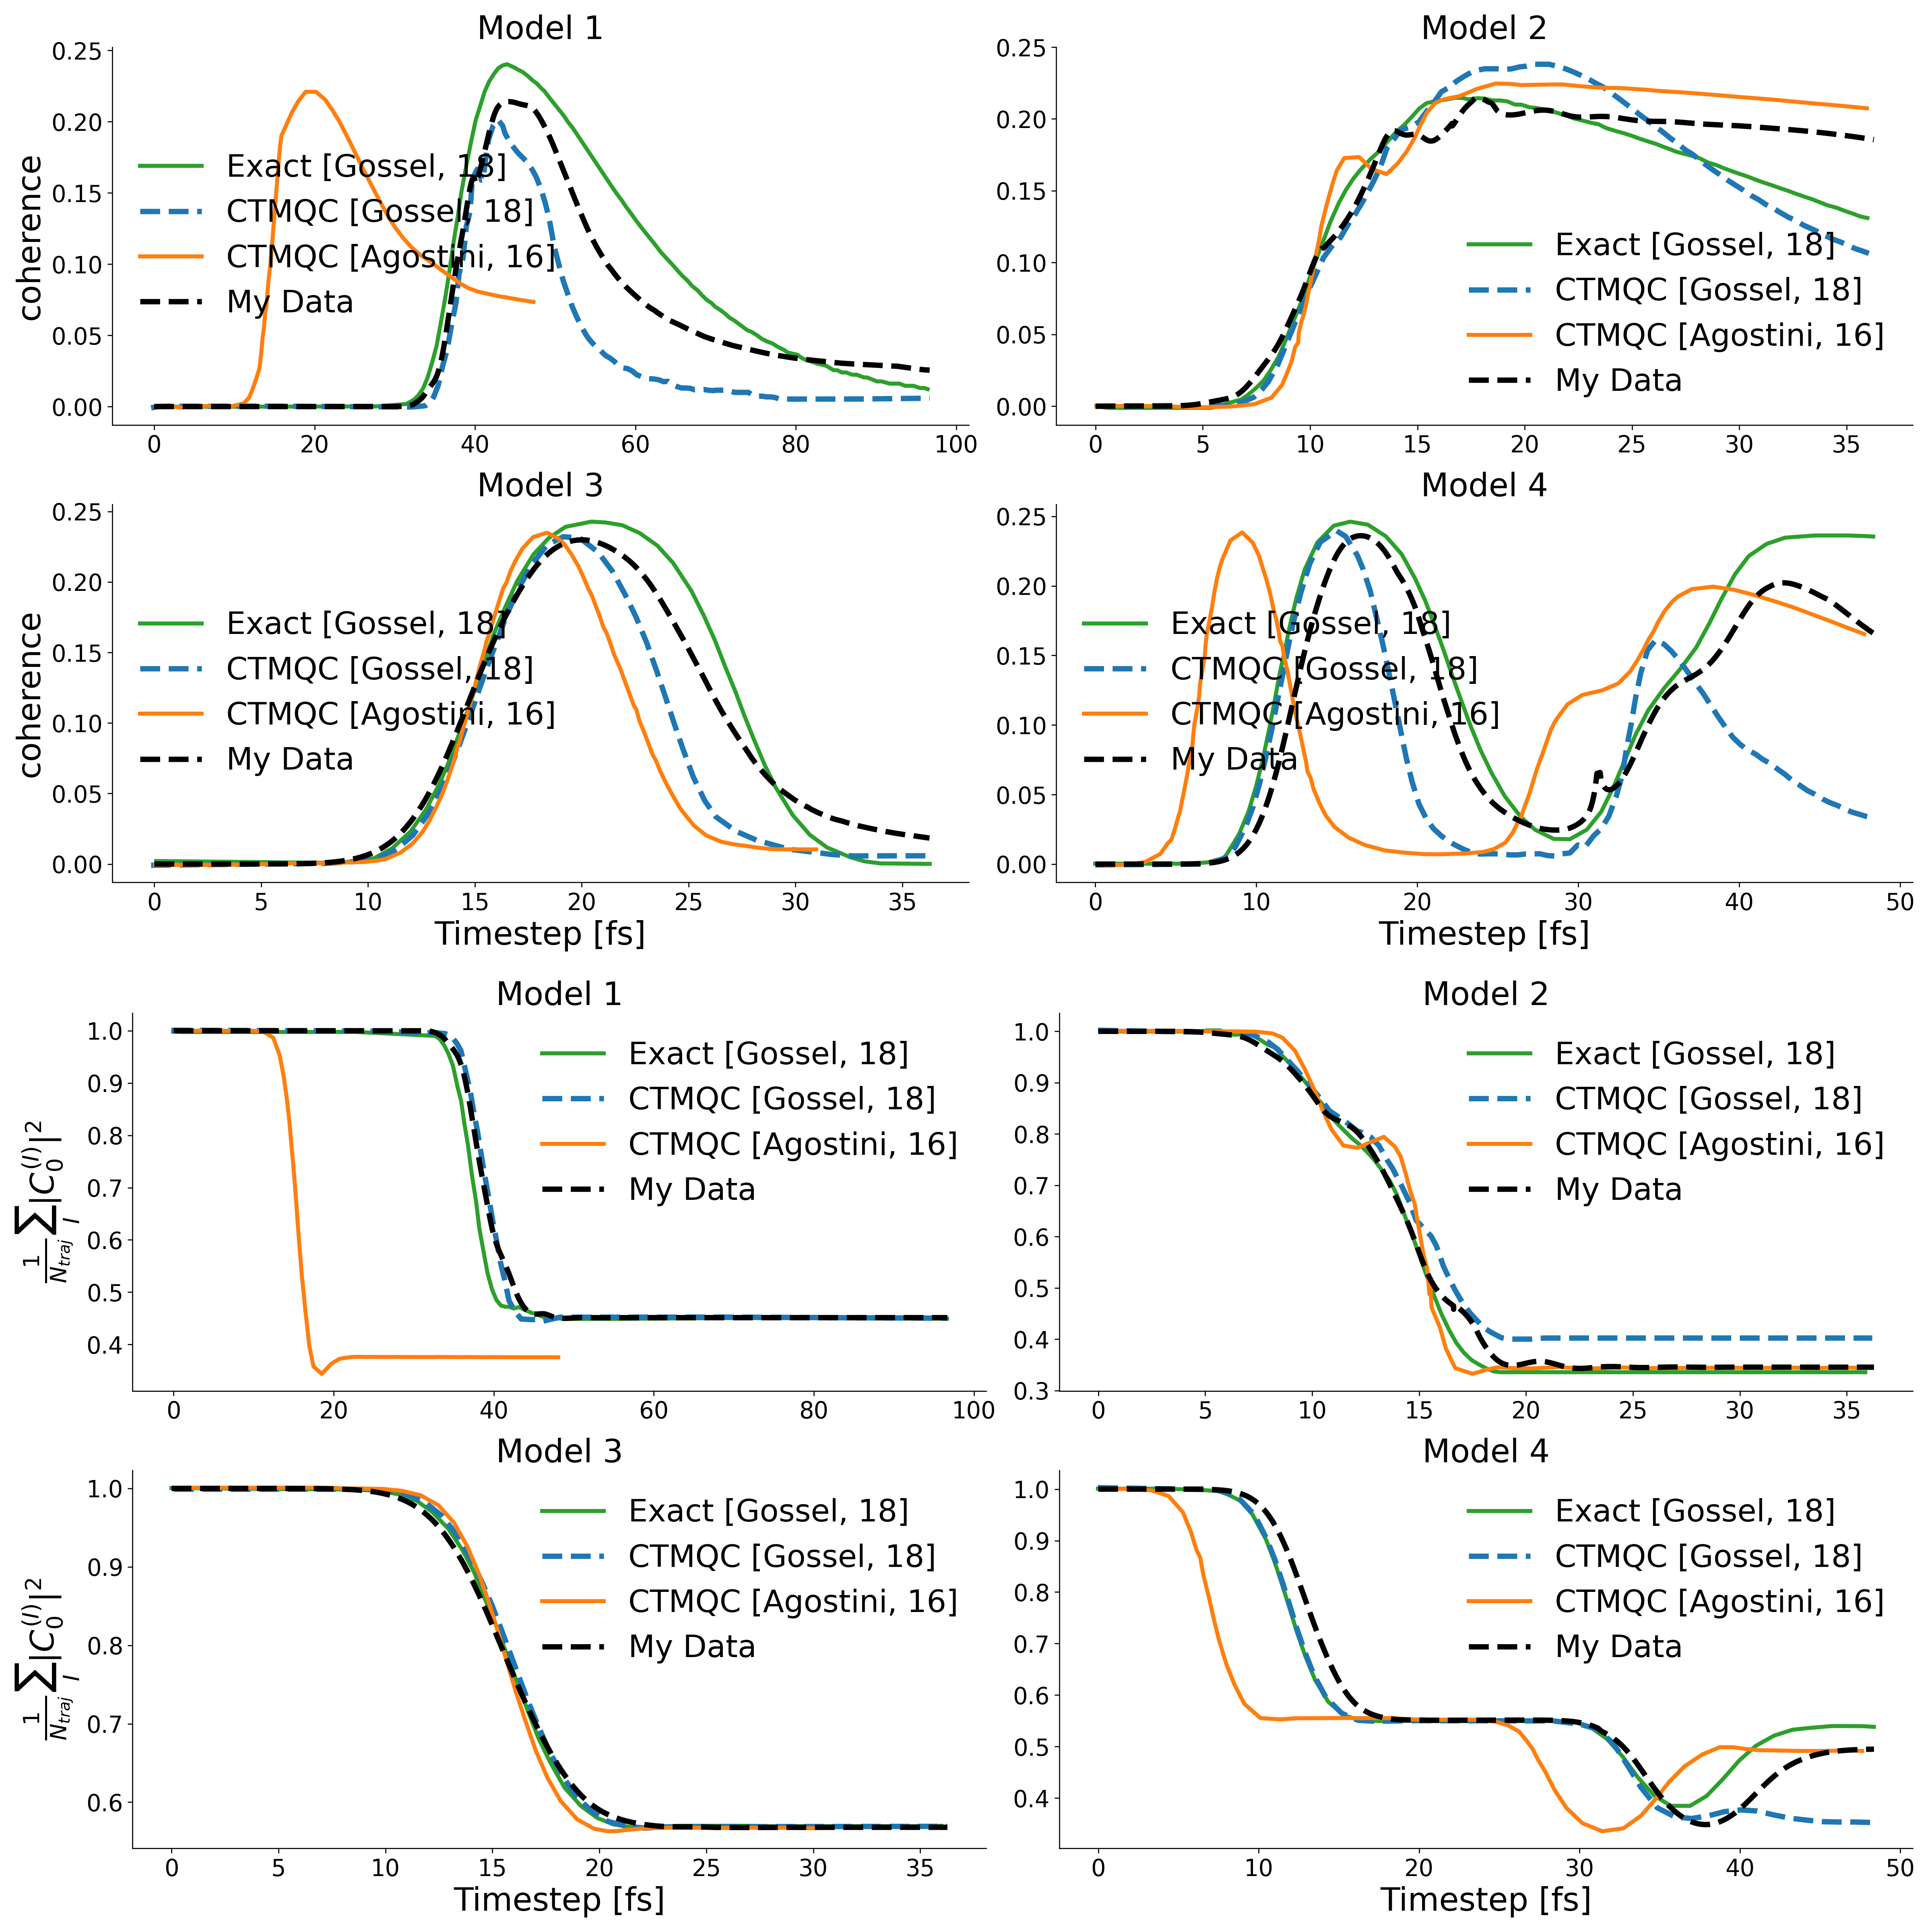 Model 1
coherence
0.25
0.20
0.15
0.10
0.05
0.00
Exact [Gossel, 18]
CTMQC [Gossel, 18]
CTMQC [Agostini, 16]
My Data
0 20 40 60 80 100
Model 2
0.25
0.20
0.15
0.10
0.05
0.00
Exact [Gossel, 18]
CTMQC [Gossel, 18]
CTMQC [Agostini, 16]
My Data
0 5 10 15 20 25 30 35
Model 3
coherence
0.25
0.20
0.15
0.10
0.05
0.00
Exact [Gossel, 18]
CTMQC [Gossel, 18]
CTMQC [Agostini, 16]
My Data
0 5 10 15 20 25 30 35
Timestep [fs]
Model 4
0.25
0.20
0.15
0.10
0.05
0.00
Exact [Gossel, 18]
CTMQC [Gossel, 18]
CTMQC [Agostini, 16]
My Data
0 10 20 30 40 50
Timestep [fs]
Model 1
$\frac{1}{N_{traj}} \sum_I |C_0^{(I)}|^2$
1.0
0.9
0.8
0.7
0.6
0.5
0.4
Exact [Gossel, 18]
CTMQC [Gossel, 18]
CTMQC [Agostini, 16]
My Data
0 20 40 60 80 100
Model 2
1.0
0.9
0.8
0.7
0.6
0.5
0.4
0.3
Exact [Gossel, 18]
CTMQC [Gossel, 18]
CTMQC [Agostini, 16]
My Data
0 5 10 15 20 25 30 35
Model 3
$\frac{1}{N_{traj}} \sum_I |C_0^{(I)}|^2$
1.0
0.9
0.8
0.7
0.6
Exact [Gossel, 18]
CTMQC [Gossel, 18]
CTMQC [Agostini, 16]
My Data
0 5 10 15 20 25 30 35
Timestep [fs]
Model 4
1.0
0.9
0.8
0.7
0.6
0.5
0.4
Exact [Gossel, 18]
CTMQC [Gossel, 18]
CTMQC [Agostini, 16]
My Data
0 10 20 30 40 50
Timestep [fs]